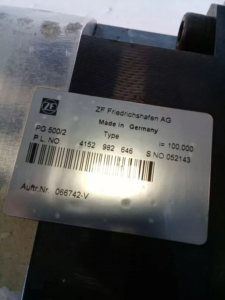 ZF
ZF Friedrichshafen AG
Made in Germany
PG 500/2 Type i= 100,000
P.L. NO 4152 982 646 S.NO 052143
Auftr.Nr. 066742-V